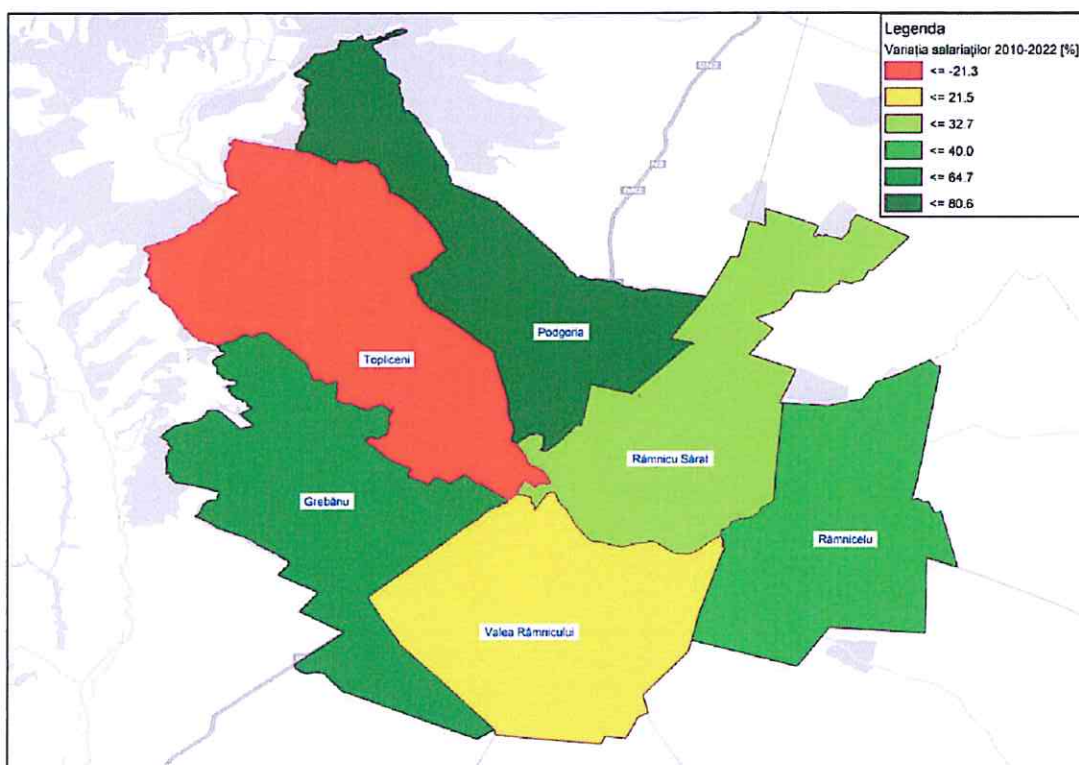 Legenda
Variația salariaților 2010-2022 [%]
<= -21.3
<= 21.5
<= 32.7
<= 40.0
<= 64.7
<= 80.6
Podgoria
Topliceni
Râmnicu Sărat
Grebănu
Râmnicelu
Valea Râmnicului